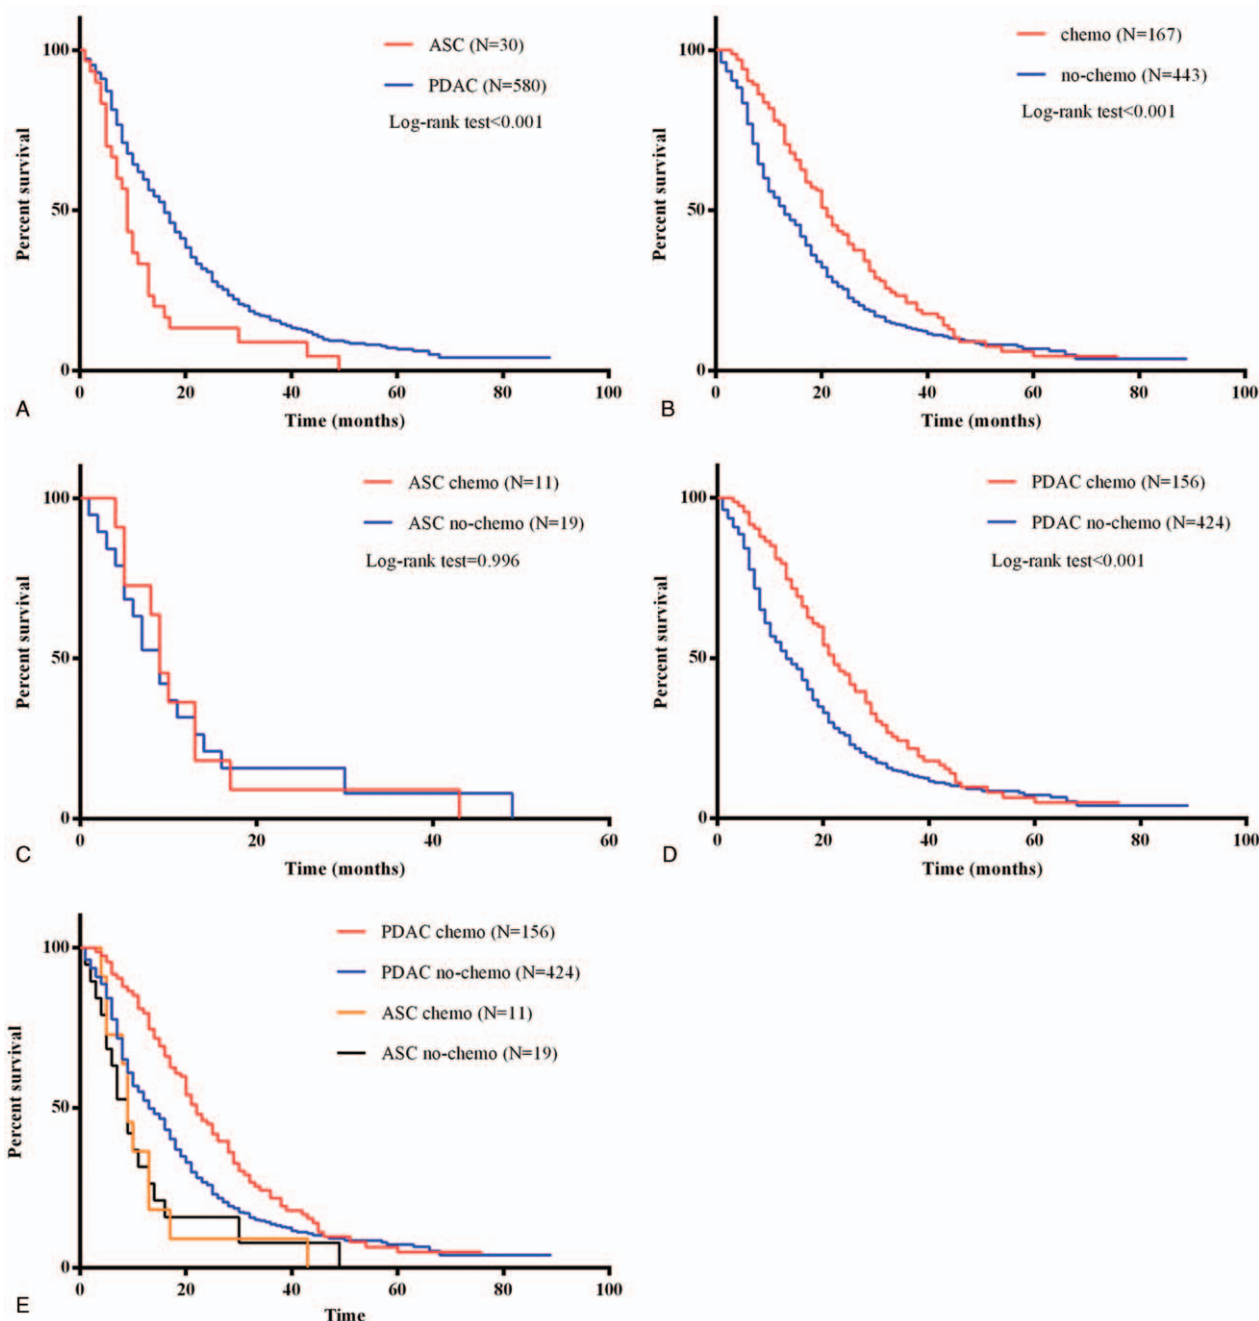 100
50
0
Percent survival
ASC (N=30)
PDAC (N=580)
Log-rank test<0.001
0
20
40
60
80
100
Time (months)
A
100
50
0
Percent survival
chemo (N=167)
no-chemo (N=443)
Log-rank test<0.001
0
20
40
60
80
100
Time (months)
B
100
50
0
Percent survival
ASC chemo (N=11)
ASC no-chemo (N=19)
Log-rank test=0.996
0
20
40
60
Time (months)
C
100
50
0
Percent survival
PDAC chemo (N=156)
PDAC no-chemo (N=424)
Log-rank test<0.001
0
20
40
60
80
100
Time (months)
D
100
50
0
Percent survival
PDAC chemo (N=156)
PDAC no-chemo (N=424)
ASC chemo (N=11)
ASC no-chemo (N=19)
0
20
40
60
80
100
Time
E